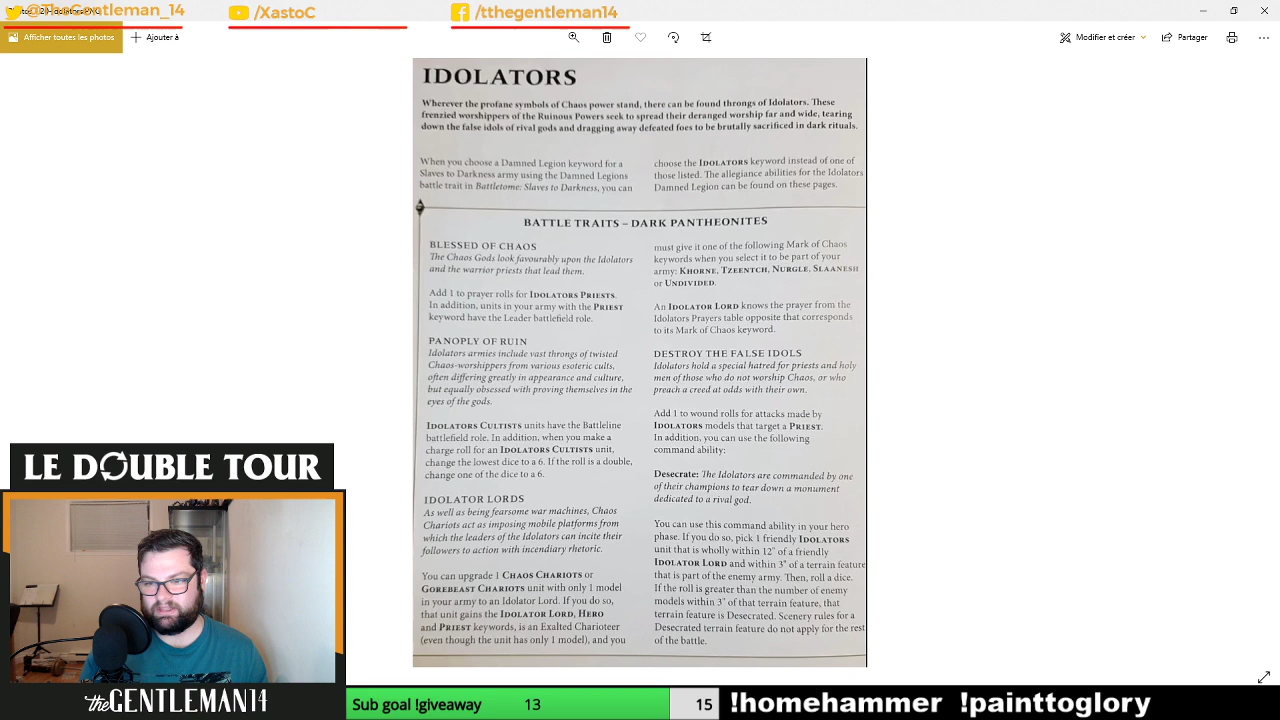 @TheGentleman_14
/XastoC
/tthegentleman14
Afficher toutes les photos
Ajouter à
Modifier et créer
Partager
IDOLATORS
Wherever the profane symbols of Chaos power stand, there can be found throngs of Idolators. These
frenzied worshippers of the Ruinous Powers seek to spread their deranged worship far and wide, tearing
down the false idols of rival gods and dragging away defeated foes to be brutally sacrificed in dark rituals.
When you choose a Damned Legion keyword for a
Slaves to Darkness army using the Damned Legions
battle trait in Battletome: Slaves to Darkness, you can
choose the IDOLATORS keyword instead of one of
those listed. The allegiance abilities for the Idolators
Damned Legion can be found on these pages.
BATTLE TRAITS – DARK PANTHEONITES
BLESSED OF CHAOS
The Chaos Gods look favourably upon the Idolators
and the warrior priests that lead them.
Add 1 to prayer rolls for IDOLATORS PRIESTS.
In addition, units in your army with the PRIEST
keyword have the Leader battlefield role.
PANOPLY OF RUIN
Idolators armies include vast throngs of twisted
Chaos-worshippers from various esoteric cults,
often differing greatly in appearance and culture,
but equally obsessed with proving themselves in the
eyes of the gods.
IDOLATORS CULTISTS units have the Battleline
battlefield role. In addition, when you make a
charge roll for an IDOLATORS CULTISTS unit,
change the lowest dice to a 6. If the roll is a double,
change one of the dice to a 6.
IDOLATOR LORDS
As well as being fearsome war machines, Chaos
Chariots act as imposing mobile platforms from
which the leaders of the Idolators can incite their
followers to action with incendiary rhetoric.
You can upgrade 1 CHAOS CHARIOTS or
GOREBEAST CHARIOTS unit with only 1 model
in your army to an Idolator Lord. If you do so,
that unit gains the IDOLATOR LORD, HERO
and PRIEST keywords, is an Exalted Charioteer
(even though the unit has only 1 model), and you
must give it one of the following Mark of Chaos
keywords when you select it to be part of your
army: KHORNE, TZEENTCH, NURGLE, SLAANESH
or UNDIVIDED.
An IDOLATOR LORD knows the prayer from the
Idolators Prayers table opposite that corresponds
to its Mark of Chaos keyword.
DESTROY THE FALSE IDOLS
Idolators hold a special hatred for priests and holy
men of those who do not worship Chaos, or who
preach a creed at odds with their own.
Add 1 to wound rolls for attacks made by
IDOLATORS models that target a PRIEST.
In addition, you can use the following
command ability:
Desecrate: The Idolators are commanded by one
of their champions to tear down a monument
dedicated to a rival god.
You can use this command ability in your hero
phase. If you do so, pick 1 friendly IDOLATORS
unit that is wholly within 12" of a friendly
IDOLATOR LORD and within 3" of a terrain feature
that is part of the enemy army. Then, roll a dice.
If the roll is greater than the number of enemy
models within 3" of that terrain feature, that
terrain feature is Desecrated. Scenery rules for a
Desecrated terrain feature do not apply for the rest
of the battle.
LE DOUBLE TOUR
theGENTLEMAN14
Sub goal !giveaway 13 15
!homehammer !painttoglory